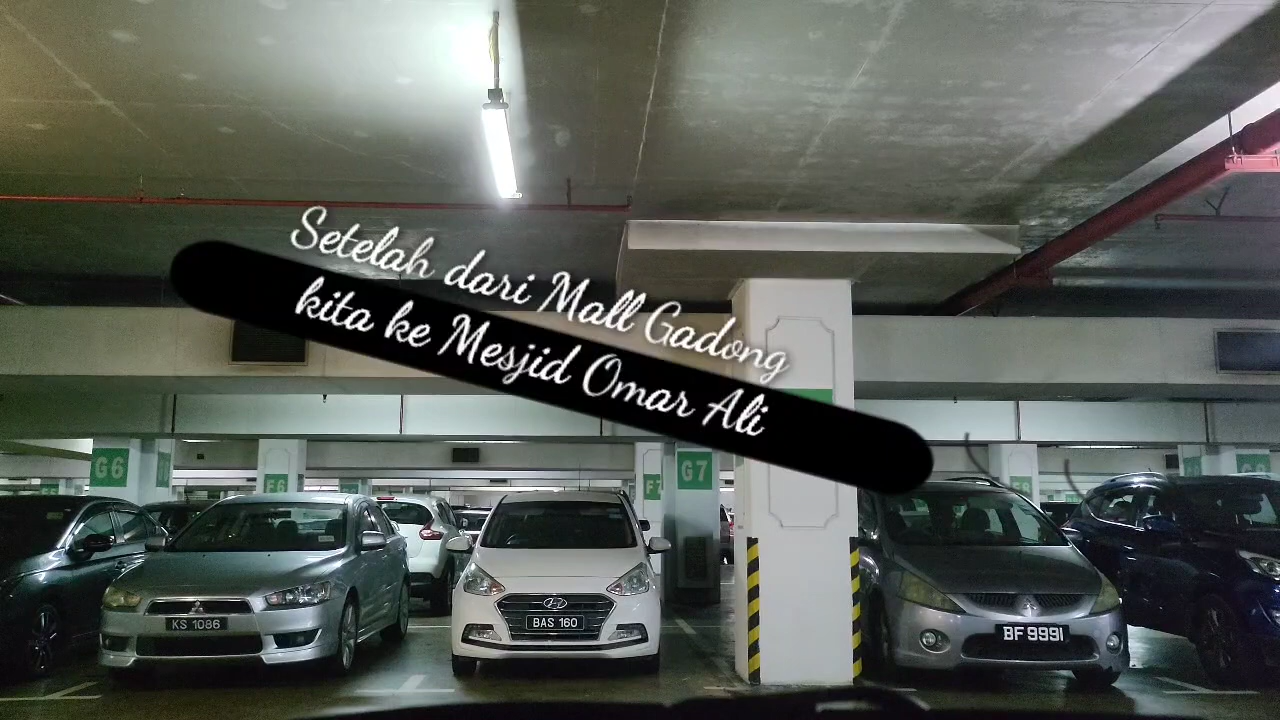 Setelah dari Mall Gadong
kita ke Mesjid Omar Ali
G6
F6
F7
G7
KS 1086
BAS 160
BF 9991